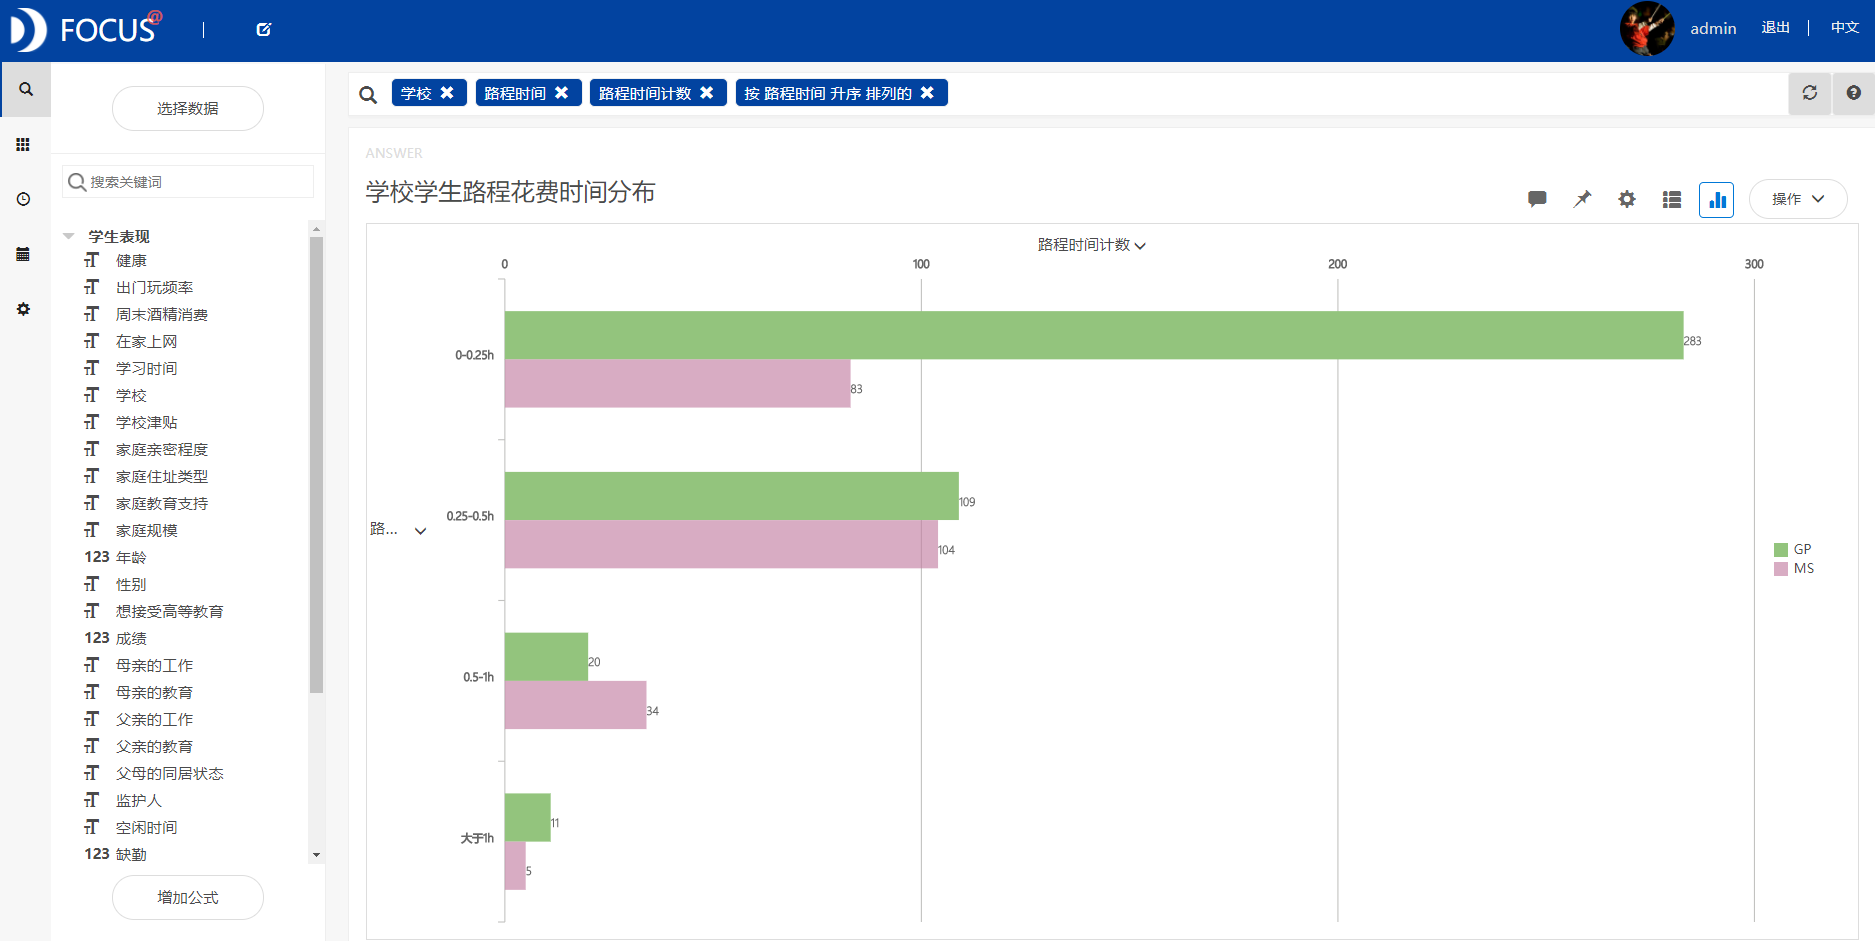 FOCUS@
admin 退出 中文
选择数据
搜索关键词
学生表现
健康
出门玩频率
周末酒精消费
在家上网
学习时间
学校
学校津贴
家庭亲密程度
家庭住址类型
家庭教育支持
家庭规模
123 年龄
性别
想接受高等教育
123 成绩
母亲的工作
母亲的教育
父亲的工作
父亲的教育
父母的同居状态
监护人
空闲时间
123 缺勤
增加公式
学校 路程时间 路程时间计数 按 路程时间 升序 排列的
ANSWER
学校学生路程花费时间分布
操作
路程时间计数
0 100 200 300
路...
0-0.25h
283
83
0.25-0.5h
109
104
0.5-1h
20
34
大于1h
11
5
GP
MS